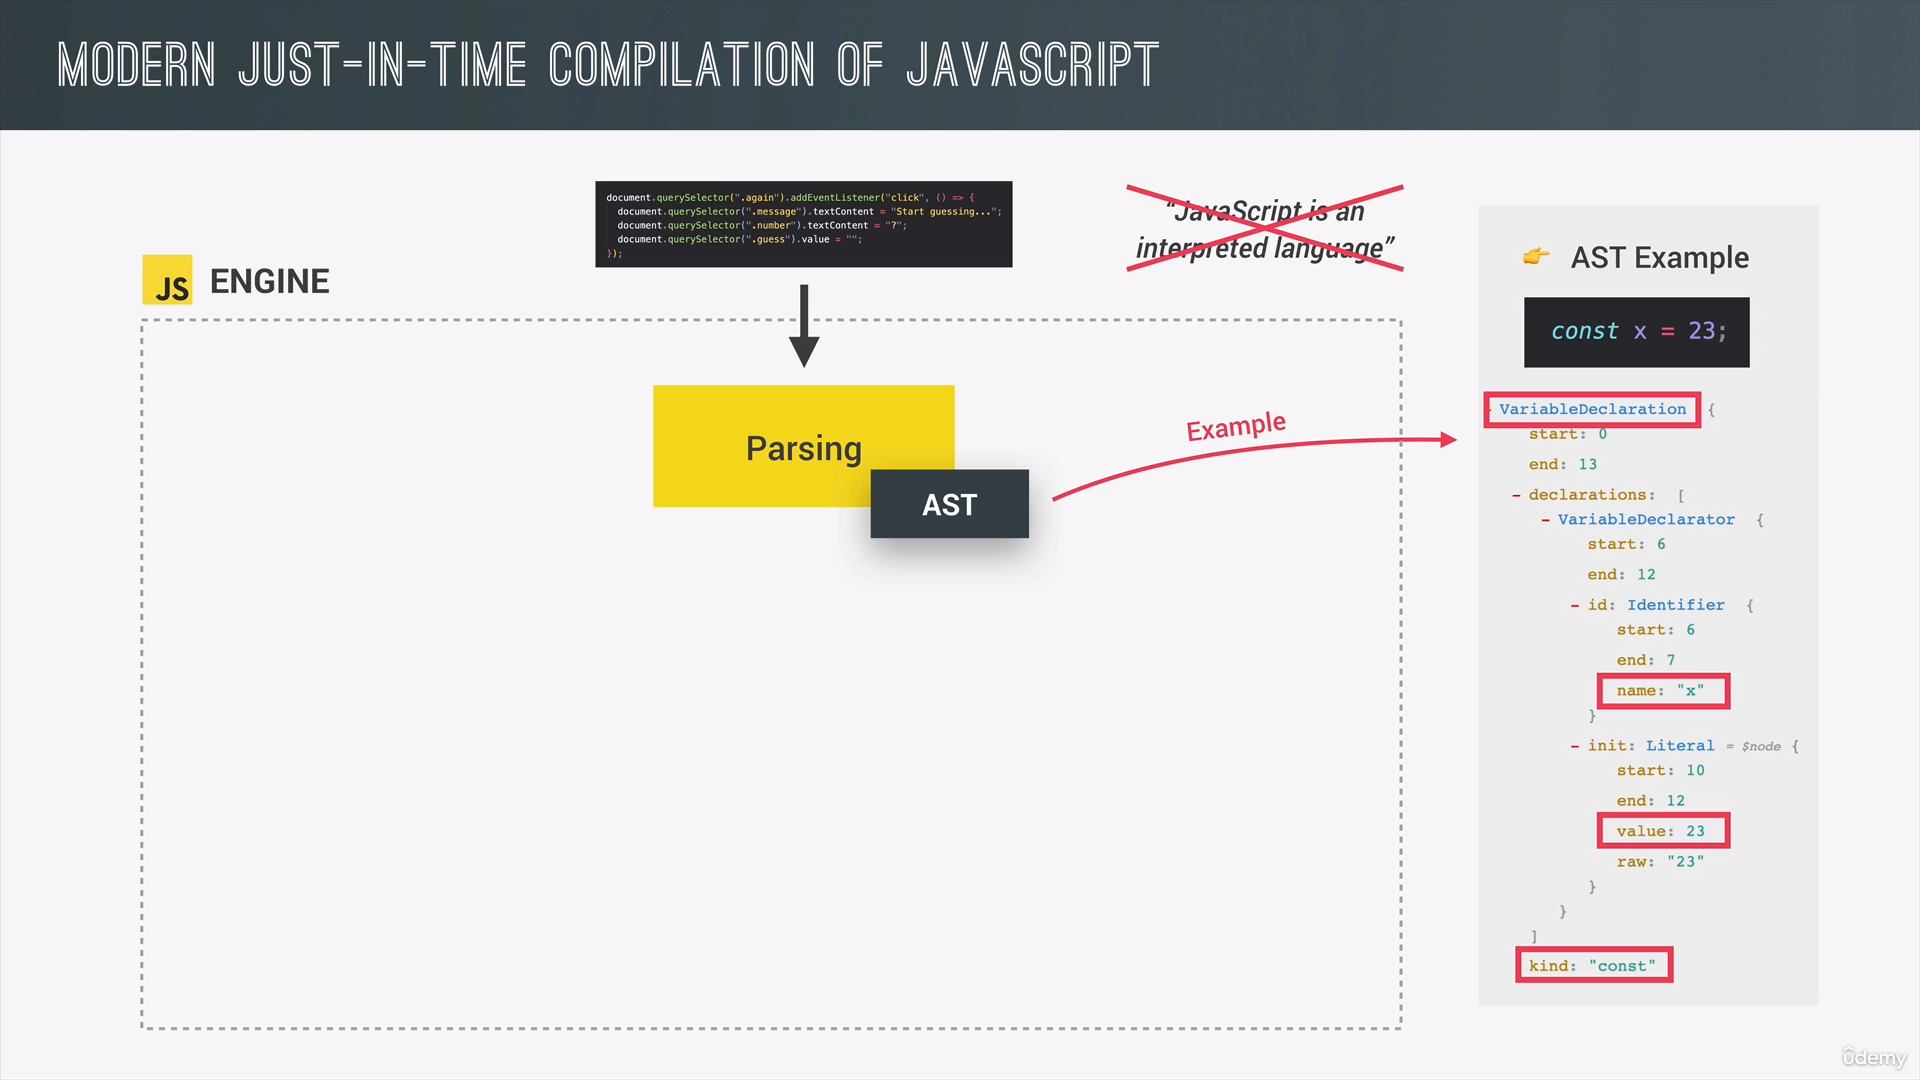 MODERN JUST-IN-TIME COMPILATION OF JAVASCRIPT
document.querySelector(".again").addEventListener("click", () => {
document.querySelector(".message").textContent = "Start guessing...";
document.querySelector(".number").textContent = "?";
document.querySelector(".guess").value = "";
});
“JavaScript is an
interpreted language”
JS ENGINE
Parsing
AST
Example
👉 AST Example
const x = 23;
- VariableDeclaration {
start: 0
end: 13
- declarations: [
- VariableDeclarator {
start: 6
end: 12
- id: Identifier {
start: 6
end: 7
name: "x"
}
- init: Literal = $node {
start: 10
end: 12
value: 23
raw: "23"
}
}
]
kind: "const"
ûdemy